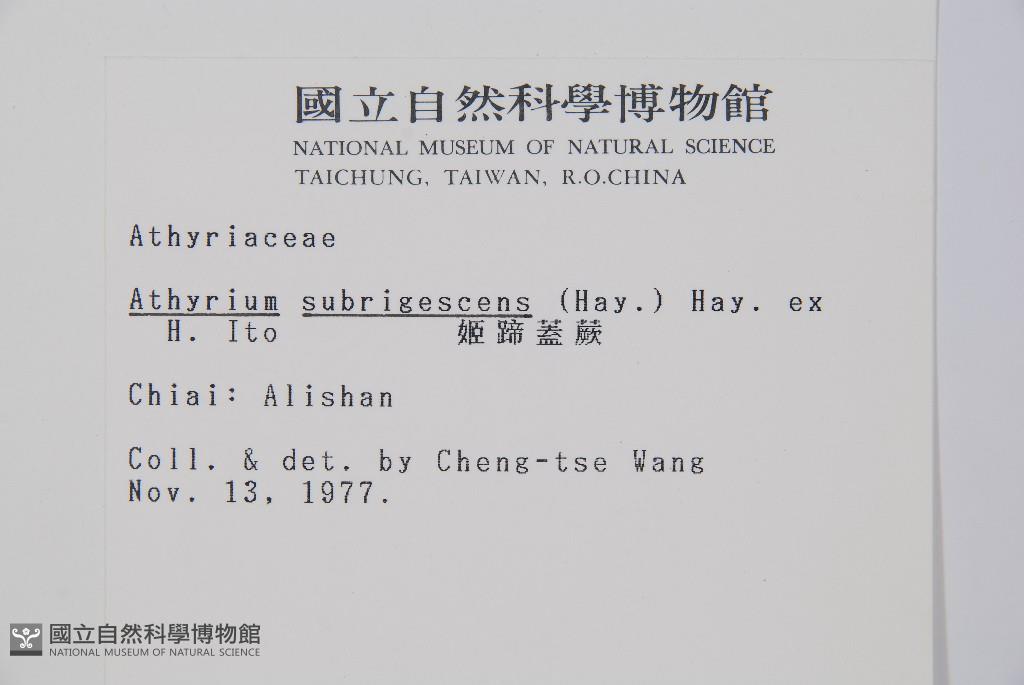 國立自然科學博物館
NATIONAL MUSEUM OF NATURAL SCIENCE
TAICHUNG, TAIWAN, R.O.CHINA
Athyriaceae
Athyrium subrigescens (Hay.) Hay. ex
H. Ito 姬蹄蓋蕨
Chiai: Alishan
Coll. & det. by Cheng-tse Wang
Nov. 13, 1977.
國立自然科學博物館
NATIONAL MUSEUM OF NATURAL SCIENCE